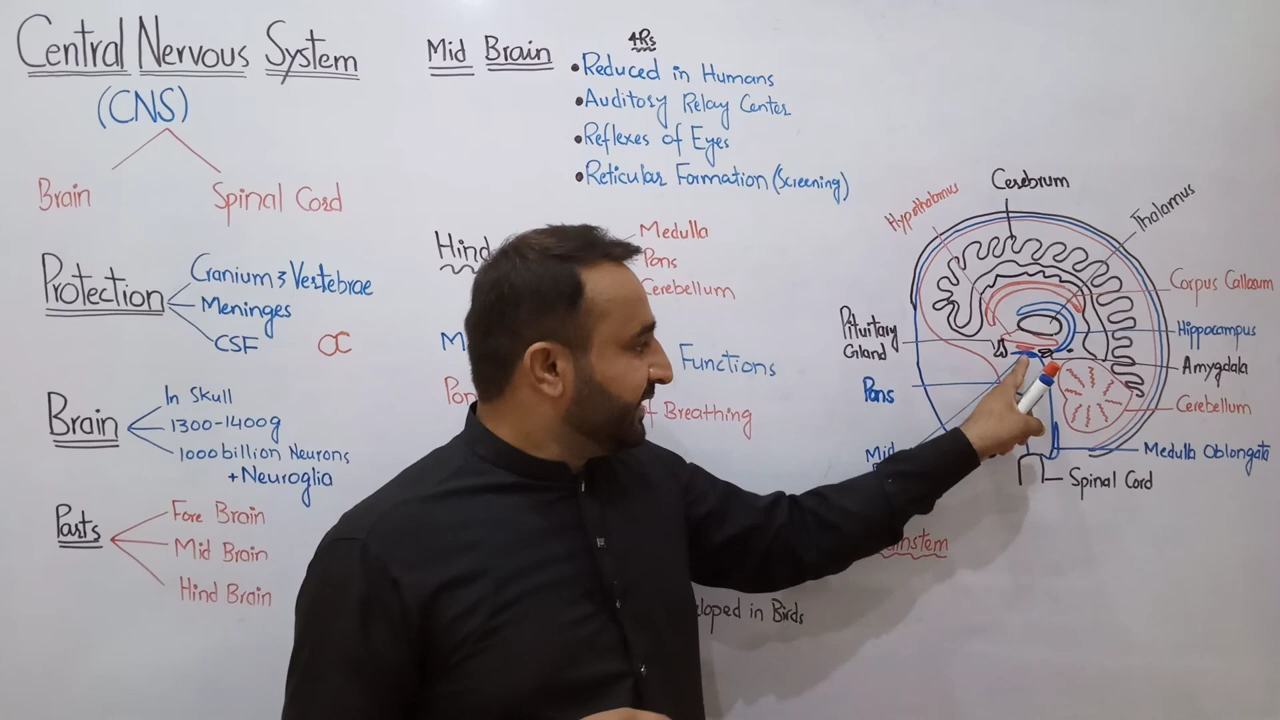 Central Nervous System
(CNS)
Brain
Spinal Cord
Protection
Cranium & Vertebrae
Meninges
CSF
OC
Brain
In Skull
1300-1400g
1000billion Neurons
+Neuroglia
Parts
Fore Brain
Mid Brain
Hind Brain
Mid Brain
4Rs
•Reduced in Humans
•Auditory Relay Center
•Reflexes of Eyes
•Reticular Formation(Screening)
Hind
Medulla
Pons
Cerebellum
Functions
Breathing
in Birds
Cerebrum
Hypothalamus
Thalamus
Corpus Callosum
Pituitary
Gland
Hippocampus
Amygdala
Pons
Cerebellum
Mid
Medulla Oblongata
Spinal Cord